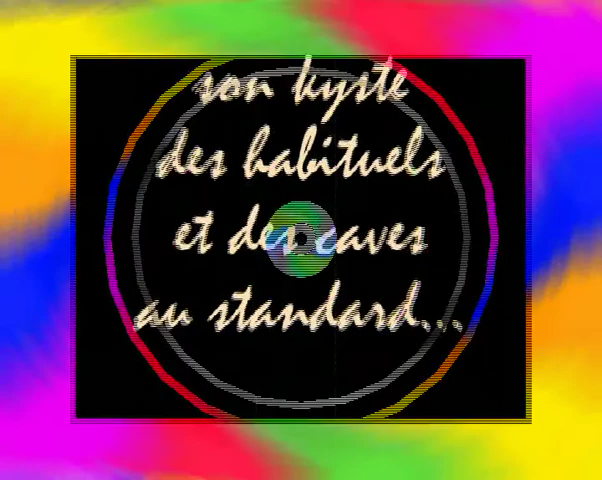 son kyste
des habituels
et des caves
au standard...